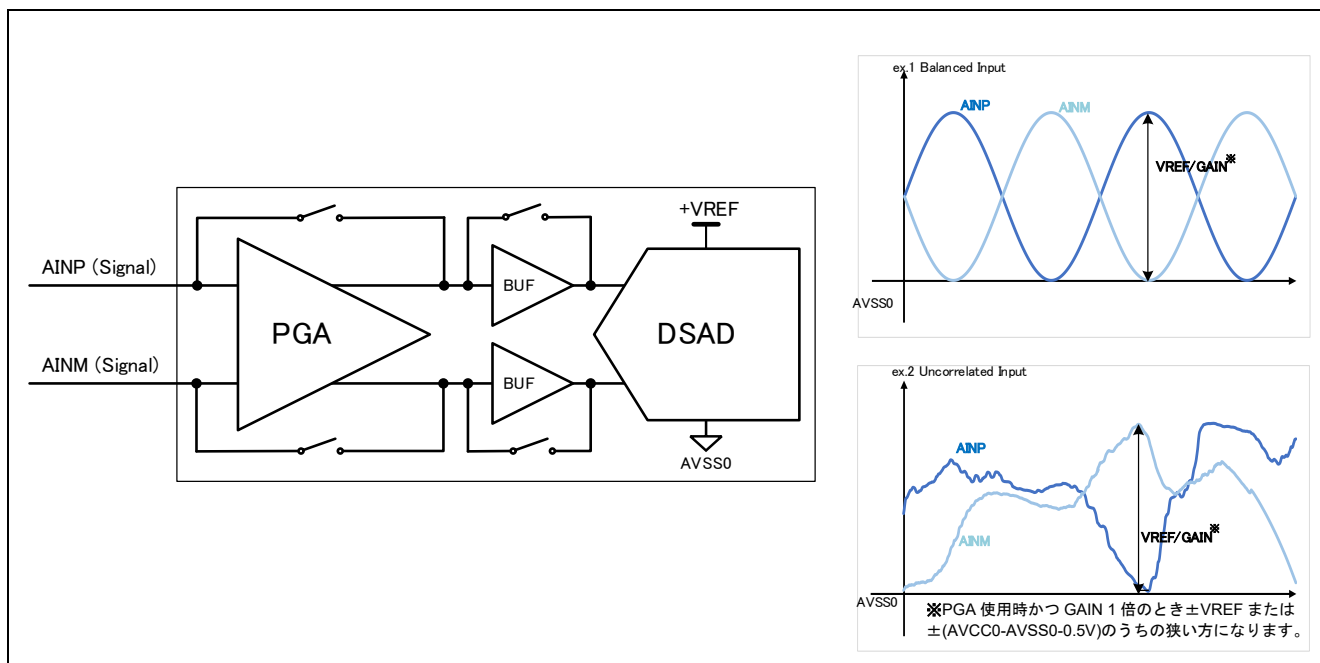 AINP (Signal)
AINM (Signal)
PGA
BUF
BUF
+VREF
DSAD
AVSS0
ex.1 Balanced Input
AINP
AINM
VREF/GAIN※
AVSS0
ex.2 Uncorrelated Input
AINP
AINM
VREF/GAIN※
AVSS0
※PGA 使用時かつ GAIN 1 倍のとき±VREF または
±(AVCC0-AVSS0-0.5V)のうちの狭い方になります。